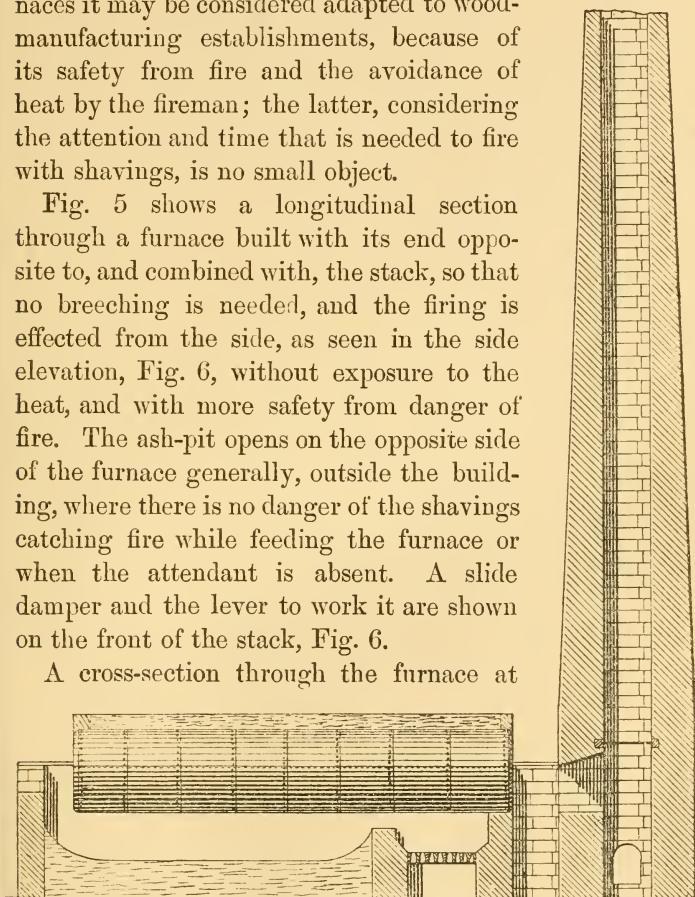 naces it may be considered adapted to wood-
manufacturing establishments, because of
its safety from fire and the avoidance of
heat by the fireman; the latter, considering
the attention and time that is needed to fire
with shavings, is no small object.
Fig. 5 shows a longitudinal section
through a furnace built with its end oppo-
site to, and combined with, the stack, so that
no breeching is needed, and the firing is
effected from the side, as seen in the side
elevation, Fig. 6, without exposure to the
heat, and with more safety from danger of
fire. The ash-pit opens on the opposite side
of the furnace generally, outside the build-
ing, where there is no danger of the shavings
catching fire while feeding the furnace or
when the attendant is absent. A slide
damper and the lever to work it are shown
on the front of the stack, Fig. 6.
A cross-section through the furnace at